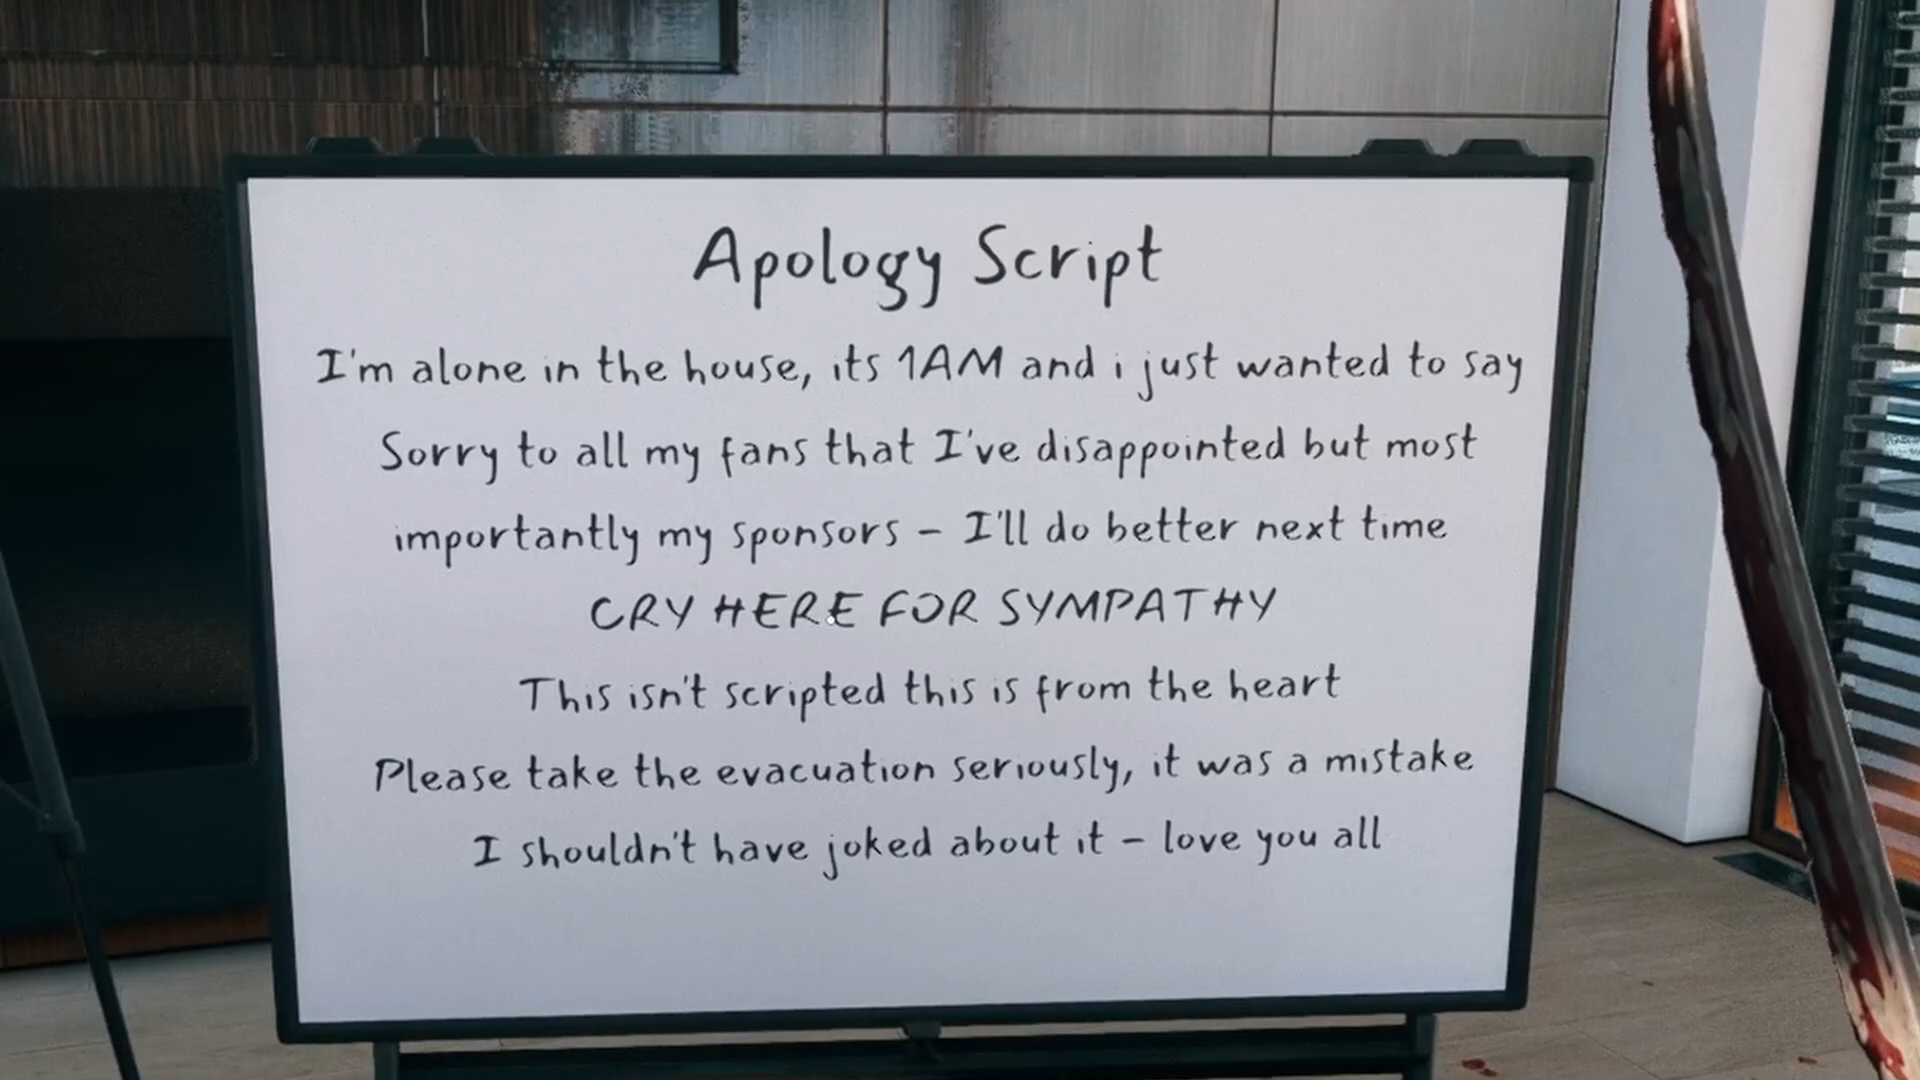 Apology Script
I'm alone in the house, its 1AM and i just wanted to say
Sorry to all my fans that I've disappointed but most
importantly my sponsors - I'll do better next time
CRY HERE FOR SYMPATHY
This isn't scripted this is from the heart
Please take the evacuation seriously, it was a mistake
I shouldn't have joked about it - love you all